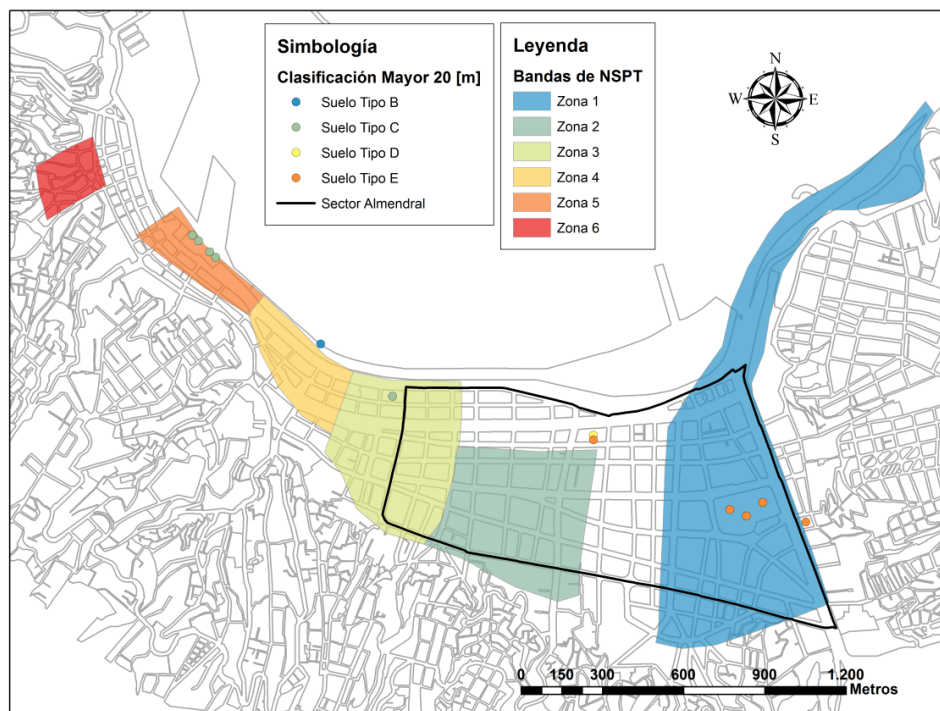 Simbología
Clasificación Mayor 20 [m]
Suelo Tipo B
Suelo Tipo C
Suelo Tipo D
Suelo Tipo E
Sector Almendral
Leyenda
Bandas de NSPT
Zona 1
Zona 2
Zona 3
Zona 4
Zona 5
Zona 6
N
W E
S
0 150 300 600 900 1.200
Metros